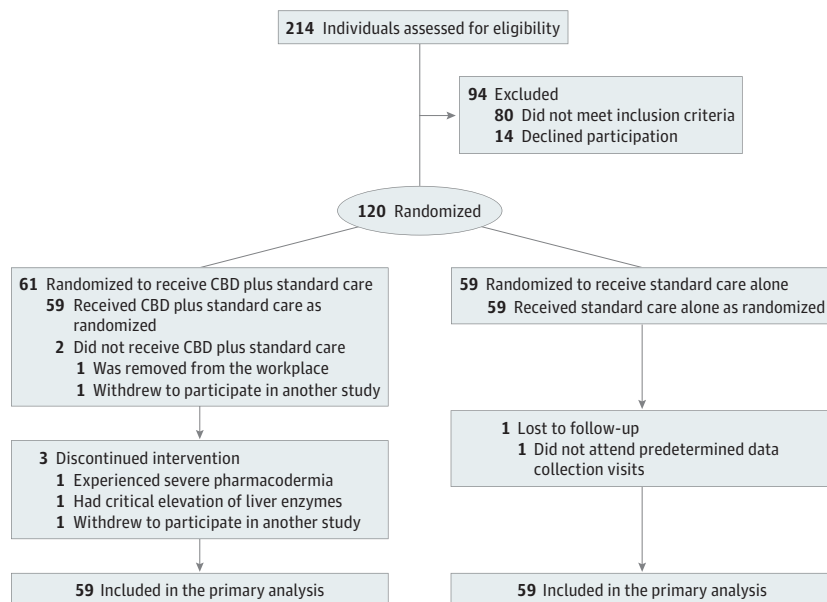 214 Individuals assessed for eligibility
94 Excluded
80 Did not meet inclusion criteria
14 Declined participation
120 Randomized
61 Randomized to receive CBD plus standard care
59 Received CBD plus standard care as
randomized
2 Did not receive CBD plus standard care
1 Was removed from the workplace
1 Withdrew to participate in another study
59 Randomized to receive standard care alone
59 Received standard care alone as randomized
3 Discontinued intervention
1 Experienced severe pharmacodermia
1 Had critical elevation of liver enzymes
1 Withdrew to participate in another study
1 Lost to follow-up
1 Did not attend predetermined data
collection visits
59 Included in the primary analysis
59 Included in the primary analysis